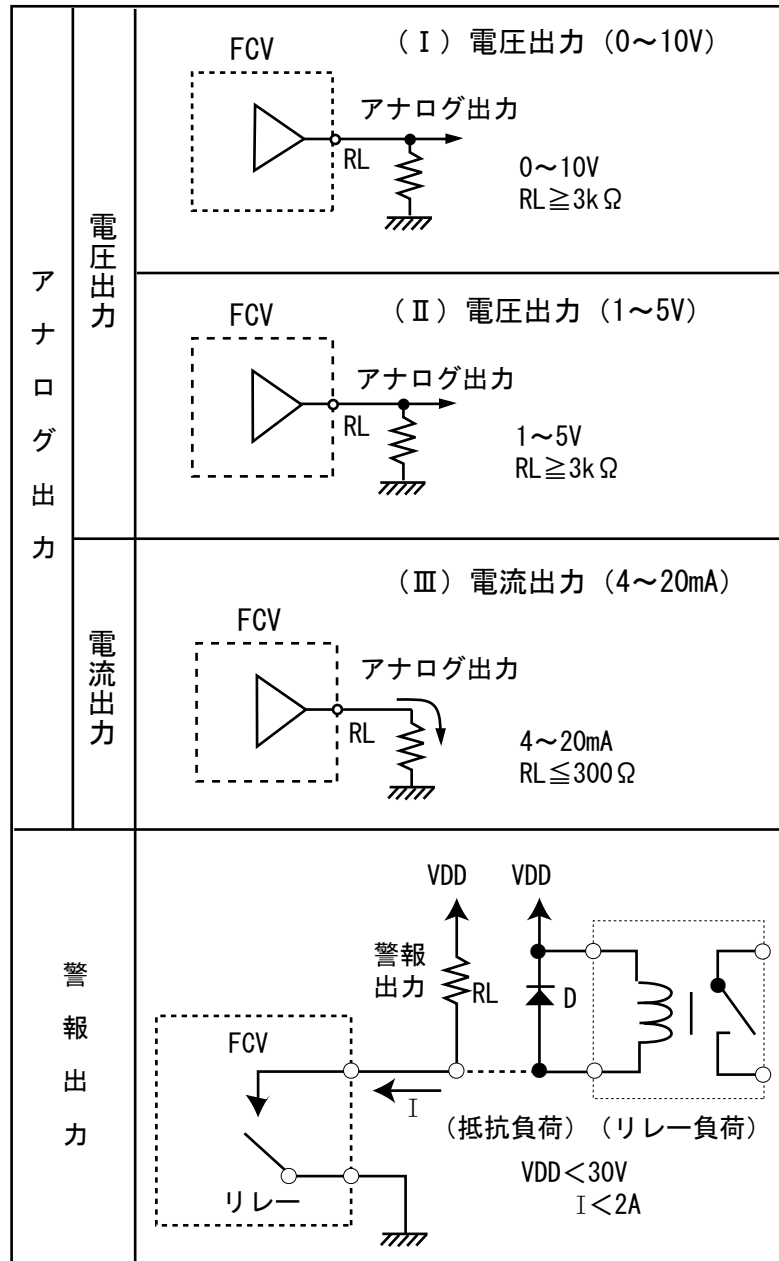 アナログ出力
電圧出力
(Ⅰ) 電圧出力 (0～10V)
FCV
アナログ出力
RL
0～10V
RL≧3kΩ
(Ⅱ) 電圧出力 (1～5V)
FCV
アナログ出力
RL
1～5V
RL≧3kΩ
電流出力
(Ⅲ) 電流出力 (4～20mA)
FCV
アナログ出力
RL
4～20mA
RL≦300Ω
警報出力
VDD VDD
警報
出力
RL
D
FCV
I
(抵抗負荷) (リレー負荷)
リレー
VDD＜30V
I＜2A